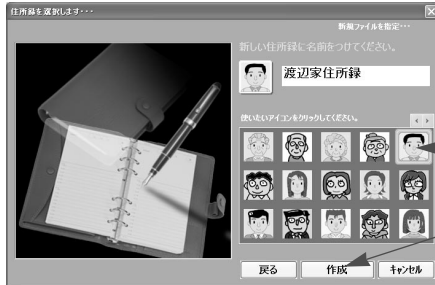 住所録を選択します・・・
新規ファイルを指定・・・
新しい住所録に名前をつけてください。
渡辺家住所録
使いたいアイコンをクリックしてください。
戻る
作成
キャンセル